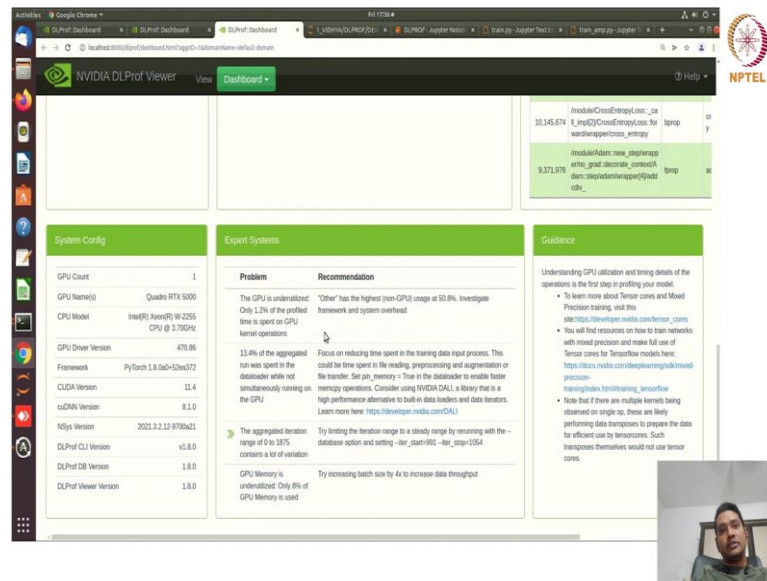 Activities Google Chrome Fri 17:36
DLProf: Dashboard
DLProf: Dashboard
DLProf: Dashboard
1_VIDHYA/DLPROF/DE
DLPROF - Jupyter Noteb
train.py - Jupyter Text Ed
train_amp.py - Jupyter T
localhost:8000/dlprof/dashboard.html?aggrID=1&domainName=default-domain
NPTEL
NVIDIA DLProf Viewer View Dashboard Help
10,145,674
/module/CrossEntropyLoss::_ca
ll_impl[2]/CrossEntropyLoss::for
ward/wrapper/cross_entropy
bprop
9,371,976
/module/Adam::new_step/wrapp
er/no_grad::decorate_context/A
dam::step/adam/wrapper[4]/add
cdiv_
fprop
System Config
GPU Count 1
GPU Name(s) Quadro RTX 5000
CPU Model Intel(R) Xeon(R) W-2255
CPU @ 3.70GHz
GPU Driver Version 470.86
Framework PyTorch 1.8.0a0+52ea372
CUDA Version 11.4
cuDNN Version 8.1.0
NSys Version 2021.3.2.12-9700a21
DLProf CLI Version v1.8.0
DLProf DB Version 1.8.0
DLProf Viewer Version 1.8.0
Expert Systems
Problem Recommendation
The GPU is underutilized:
Only 1.2% of the profiled
time is spent on GPU
kernel operations
"Other" has the highest (non-GPU) usage at 50.8%. Investigate
framework and system overhead
13.4% of the aggregated
run was spent in the
dataloader while not
simultaneously running on
the GPU
Focus on reducing time spent in the training data input process. This
could be time spent in file reading, preprocessing and augmentation or
file transfer. Set pin_memory = True in the dataloader to enable faster
memcpy operations. Consider using NVIDIA DALI, a library that is a
high performance alternative to built-in data loaders and data iterators.
Learn more here: https://developer.nvidia.com/DALI
The aggregated iteration
range of 0 to 1875
contains a lot of variation
Try limiting the iteration range to a steady range by rerunning with the --
database option and setting --iter_start=991 --iter_stop=1054
GPU Memory is
underutilized: Only 8% of
GPU Memory is used
Try increasing batch size by 4x to increase data throughput
Guidance
Understanding GPU utilization and timing details of the
operations is the first step in profiling your model.
• To learn more about Tensor cores and Mixed
Precision training, visit this
site:https://developer.nvidia.com/tensor_cores
• You will find resources on how to train networks
with mixed precision and make full use of
Tensor cores for Tensorflow models here:
https://docs.nvidia.com/deeplearning/sdk/mixed-
precision-
training/index.html#training_tensorflow
• Note that if there are multiple kernels being
observed on single op, these are likely
performing data transposes to prepare the data
for efficient use by tensorcores. Such
transposes themselves would not use tensor
cores.